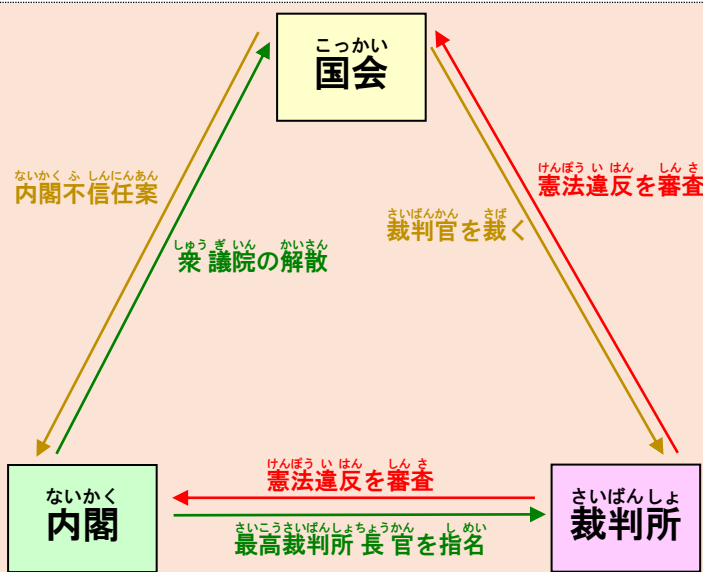 こっかい
国会
ないかくふしんにんあん
内閣不信任案
けんぽういはん しんさ
憲法違反を審査
さいばんかん さば
裁判官を裁く
しゅうぎいん かいさん
衆議院の解散
けんぽういはん しんさ
憲法違反を審査
ないかく
内閣
さいばんしょ
裁判所
さいこうさいばんしょちょうかん しめい
最高裁判所長官を指名